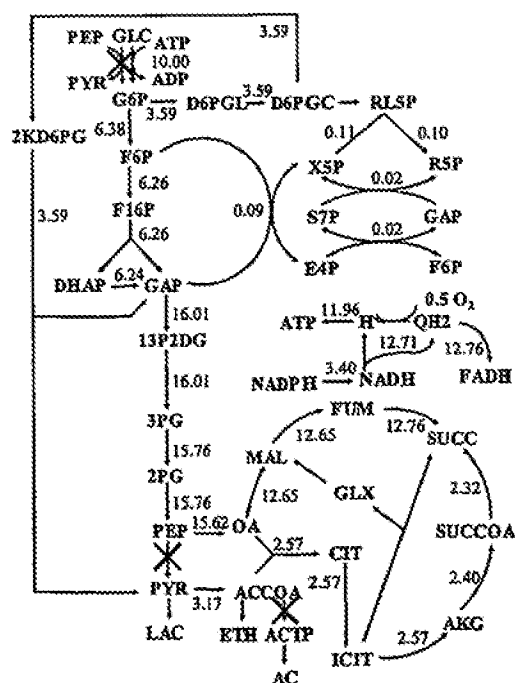 3.59
PEP GLC ATP
10.00
PYR ADP
G6P 3.59 D6PGL 3.59 D6PGC RL5P
2KD6PG 6.38 0.11 0.10
F6P X5P R5P
6.26 0.02
3.59 F16P 0.09 S7P GAP
6.26 0.02
DHAP 6.24 GAP E4P F6P
16.01 0.5 O₂
ATP 11.96 H QH2
13P2DG 12.71 12.76
3.40
NADPH NADH FADH
16.01 FUM
12.65 12.76
3PG SUCC
15.76 MAL
2PG 12.65 GLX 2.32
15.76
PEP 15.62 OA SUCCOA
2.57 CIT
2.57 2.40
PYR 3.17 ACCOA
AKG
LAC ETH ACTP
ICIT 2.57
AC